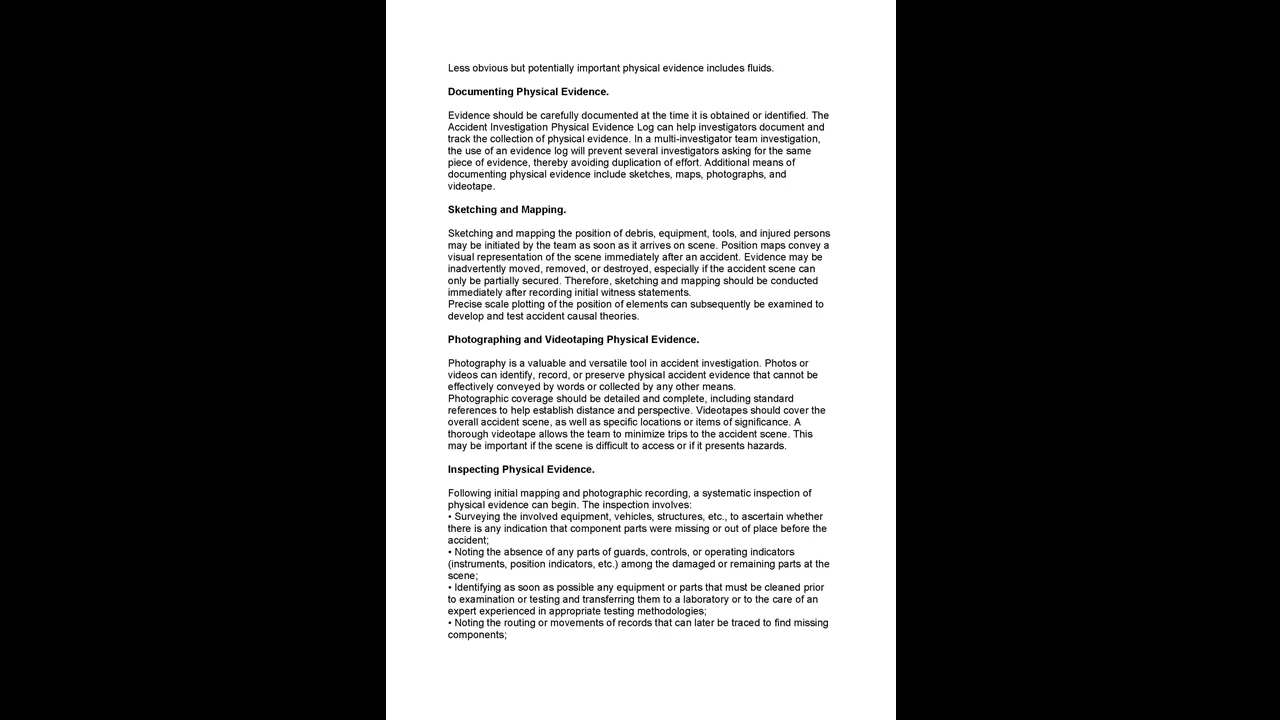 Less obvious but potentially important physical evidence includes fluids.
Documenting Physical Evidence.
Evidence should be carefully documented at the time it is obtained or identified. The
Accident Investigation Physical Evidence Log can help investigators document and
track the collection of physical evidence. In a multi-investigator team investigation,
the use of an evidence log will prevent several investigators asking for the same
piece of evidence, thereby avoiding duplication of effort. Additional means of
documenting physical evidence include sketches, maps, photographs, and
videotape.
Sketching and Mapping.
Sketching and mapping the position of debris, equipment, tools, and injured persons
may be initiated by the team as soon as it arrives on scene. Position maps convey a
visual representation of the scene immediately after an accident. Evidence may be
inadvertently moved, removed, or destroyed, especially if the accident scene can
only be partially secured. Therefore, sketching and mapping should be conducted
immediately after recording initial witness statements.
Precise scale plotting of the position of elements can subsequently be examined to
develop and test accident causal theories.
Photographing and Videotaping Physical Evidence.
Photography is a valuable and versatile tool in accident investigation. Photos or
videos can identify, record, or preserve physical accident evidence that cannot be
effectively conveyed by words or collected by any other means.
Photographic coverage should be detailed and complete, including standard
references to help establish distance and perspective. Videotapes should cover the
overall accident scene, as well as specific locations or items of significance. A
thorough videotape allows the team to minimize trips to the accident scene. This
may be important if the scene is difficult to access or if it presents hazards.
Inspecting Physical Evidence.
Following initial mapping and photographic recording, a systematic inspection of
physical evidence can begin. The inspection involves:
• Surveying the involved equipment, vehicles, structures, etc., to ascertain whether
there is any indication that component parts were missing or out of place before the
accident;
• Noting the absence of any parts of guards, controls, or operating indicators
(instruments, position indicators, etc.) among the damaged or remaining parts at the
scene;
• Identifying as soon as possible any equipment or parts that must be cleaned prior
to examination or testing and transferring them to a laboratory or to the care of an
expert experienced in appropriate testing methodologies;
• Noting the routing or movements of records that can later be traced to find missing
components;